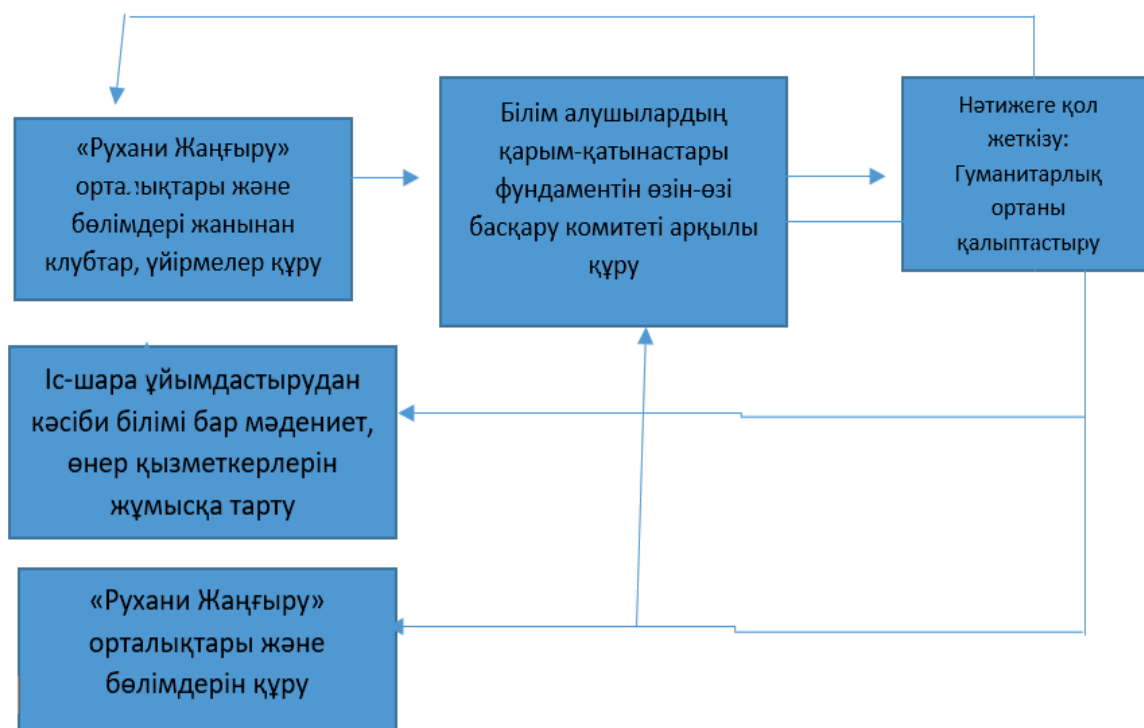 «Рухани Жаңғыру»
орталықтары және
бөлімдері жанынан
клубтар, үйірмелер құру
Білім алушылардың
қарым-қатынастары
фундаментін өзін-өзі
басқару комитеті арқылы
құру
Нәтижеге қол
жеткізу:
Гуманитарлық
ортаны
қалыптастыру
Іс-шара ұйымдастырудан
кәсіби білімі бар мәдениет,
өнер қызметкерлерін
жұмысқа тарту
«Рухани Жаңғыру»
орталықтары және
бөлімдерін құру